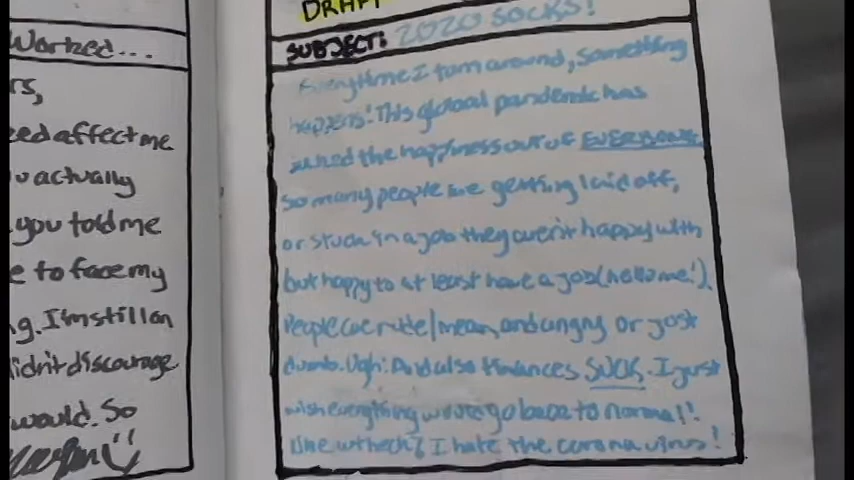 Worked...
rs,
eed affect me
u actually
you told me
e to face my
g. I'm still an
didn't discourage
would. So
DRAFT
SUBJECT: 2020 SOCKS!
Everytime I turn around, something
happens! This global pandemic has
sucked the happiness out of EVERYONE.
So many people are getting laid off,
or stuck in a job they aren't happy with
but happy to at least have a job (hello me!).
People are rude/mean, and angry or just
dumb. Ugh! And also finances SUCK. I just
wish everything would go back to normal!
Like wtheck? I hate the corona virus!